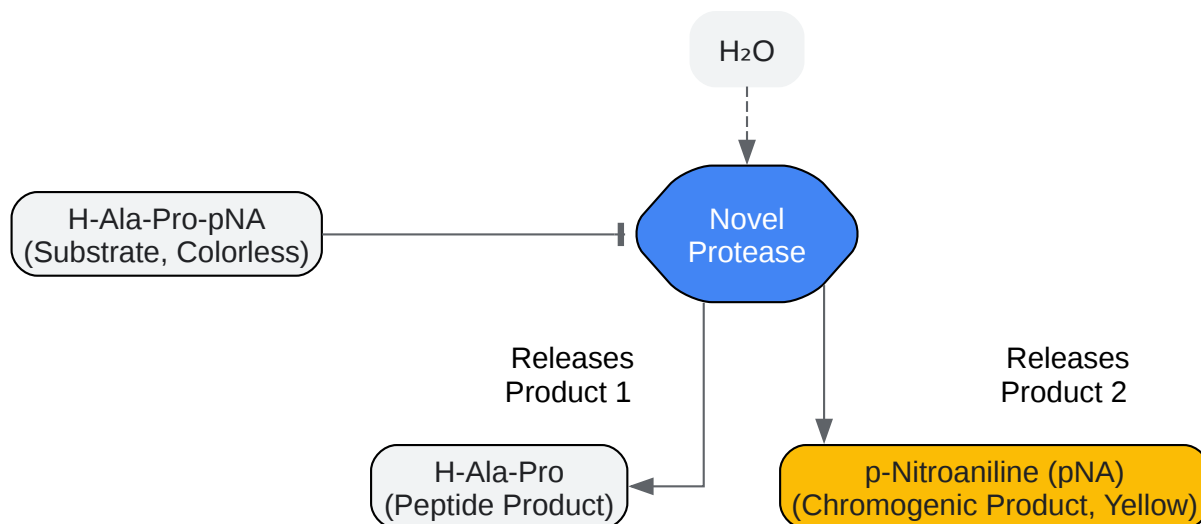 H₂O
H-Ala-Pro-pNA
(Substrate, Colorless)
Novel
Protease
Releases
Product 1
Releases
Product 2
H-Ala-Pro
(Peptide Product)
p-Nitroaniline (pNA)
(Chromogenic Product, Yellow)